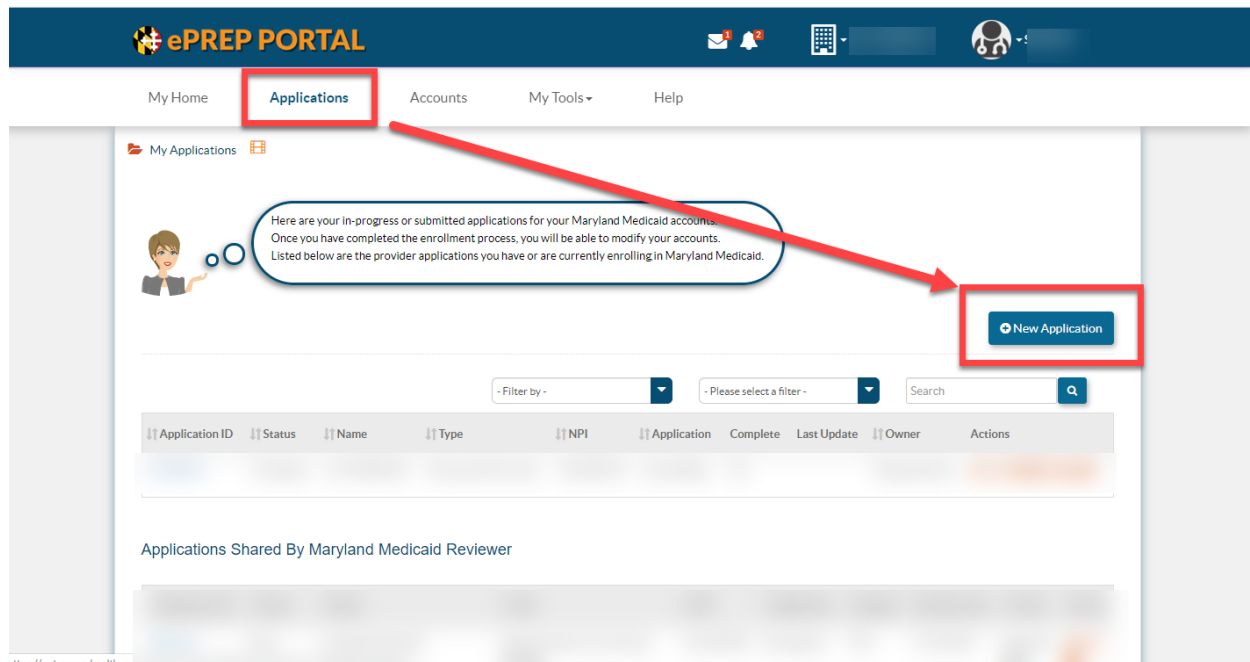 ePREP PORTAL
1
2
My Home Applications Accounts My Tools Help
My Applications
Here are your in-progress or submitted applications for your Maryland Medicaid accounts.
Once you have completed the enrollment process, you will be able to modify your accounts.
Listed below are the provider applications you have or are currently enrolling in Maryland Medicaid.
New Application
- Filter by - - Please select a filter - Search
Application ID Status Name Type NPI Application Complete Last Update Owner Actions
Applications Shared By Maryland Medicaid Reviewer